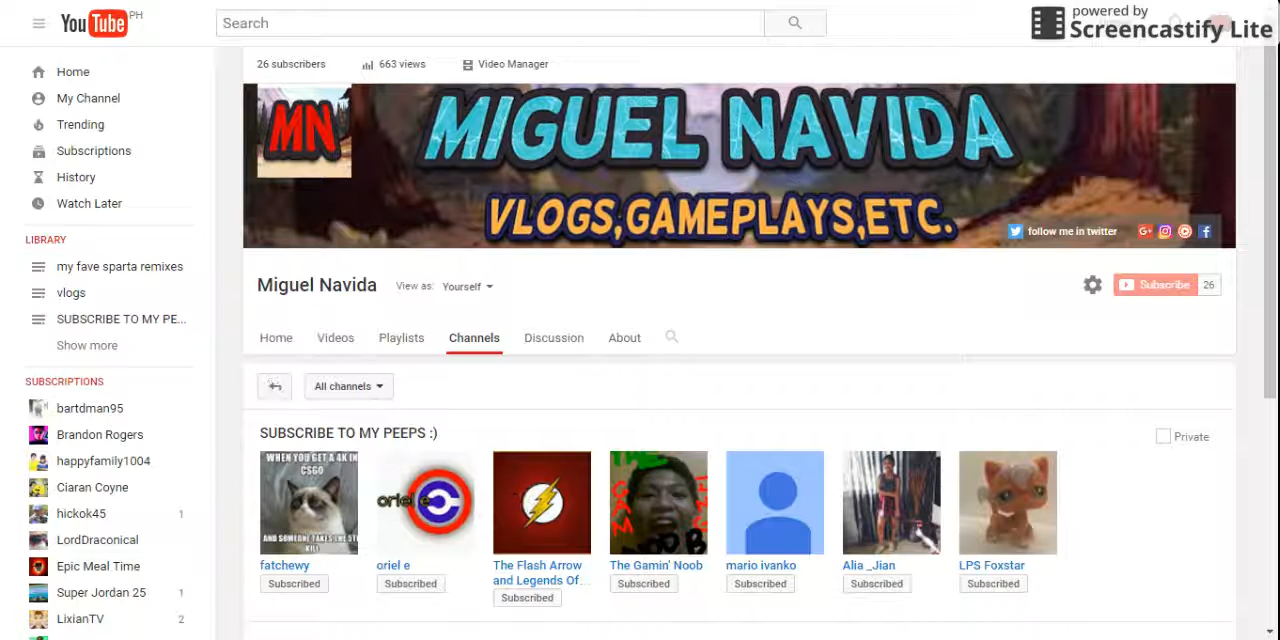 YouTube PH
Search
powered by
Screencastify Lite
Home
My Channel
Trending
Subscriptions
History
Watch Later
LIBRARY
my fave sparta remixes
vlogs
SUBSCRIBE TO MY PE...
Show more
SUBSCRIPTIONS
bartdman95
Brandon Rogers
happyfamily1004
Ciaran Coyne
hickok45 1
LordDraconical
Epic Meal Time
Super Jordan 25 1
LixianTV 2
26 subscribers 663 views Video Manager
MN
MIGUEL NAVIDA
VLOGS,GAMEPLAYS,ETC.
follow me in twitter
Miguel Navida View as: Yourself
Subscribe 26
Home Videos Playlists Channels Discussion About
All channels
SUBSCRIBE TO MY PEEPS :)
Private
WHEN YOU GET A 4K IN
CSGO
AND SOMEONE TAKES THE 5TH
KILL
oriel e
THE
NOOB
fatchewy
Subscribed
oriel e
Subscribed
The Flash Arrow
and Legends Of...
Subscribed
The Gamin' Noob
Subscribed
mario ivanko
Subscribed
Alia _Jian
Subscribed
LPS Foxstar
Subscribed